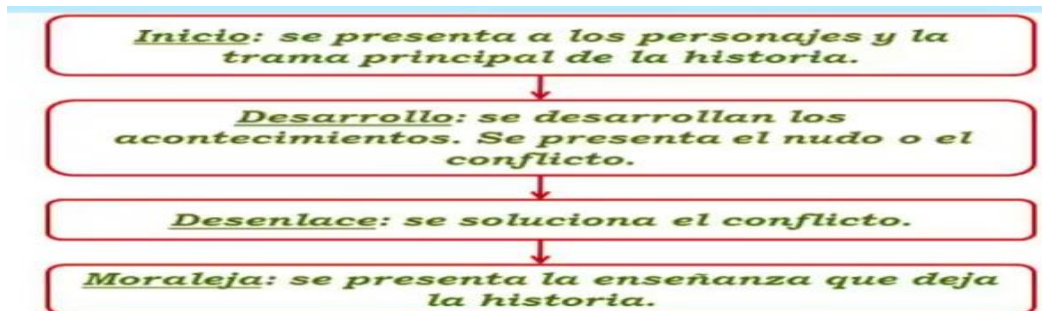 Inicio: se presenta a los personajes y la
trama principal de la historia.
Desarrollo: se desarrollan los
acontecimientos. Se presenta el nudo o el
conflicto.
Desenlace: se soluciona el conflicto.
Moraleja: se presenta la enseñanza que deja
la historia.